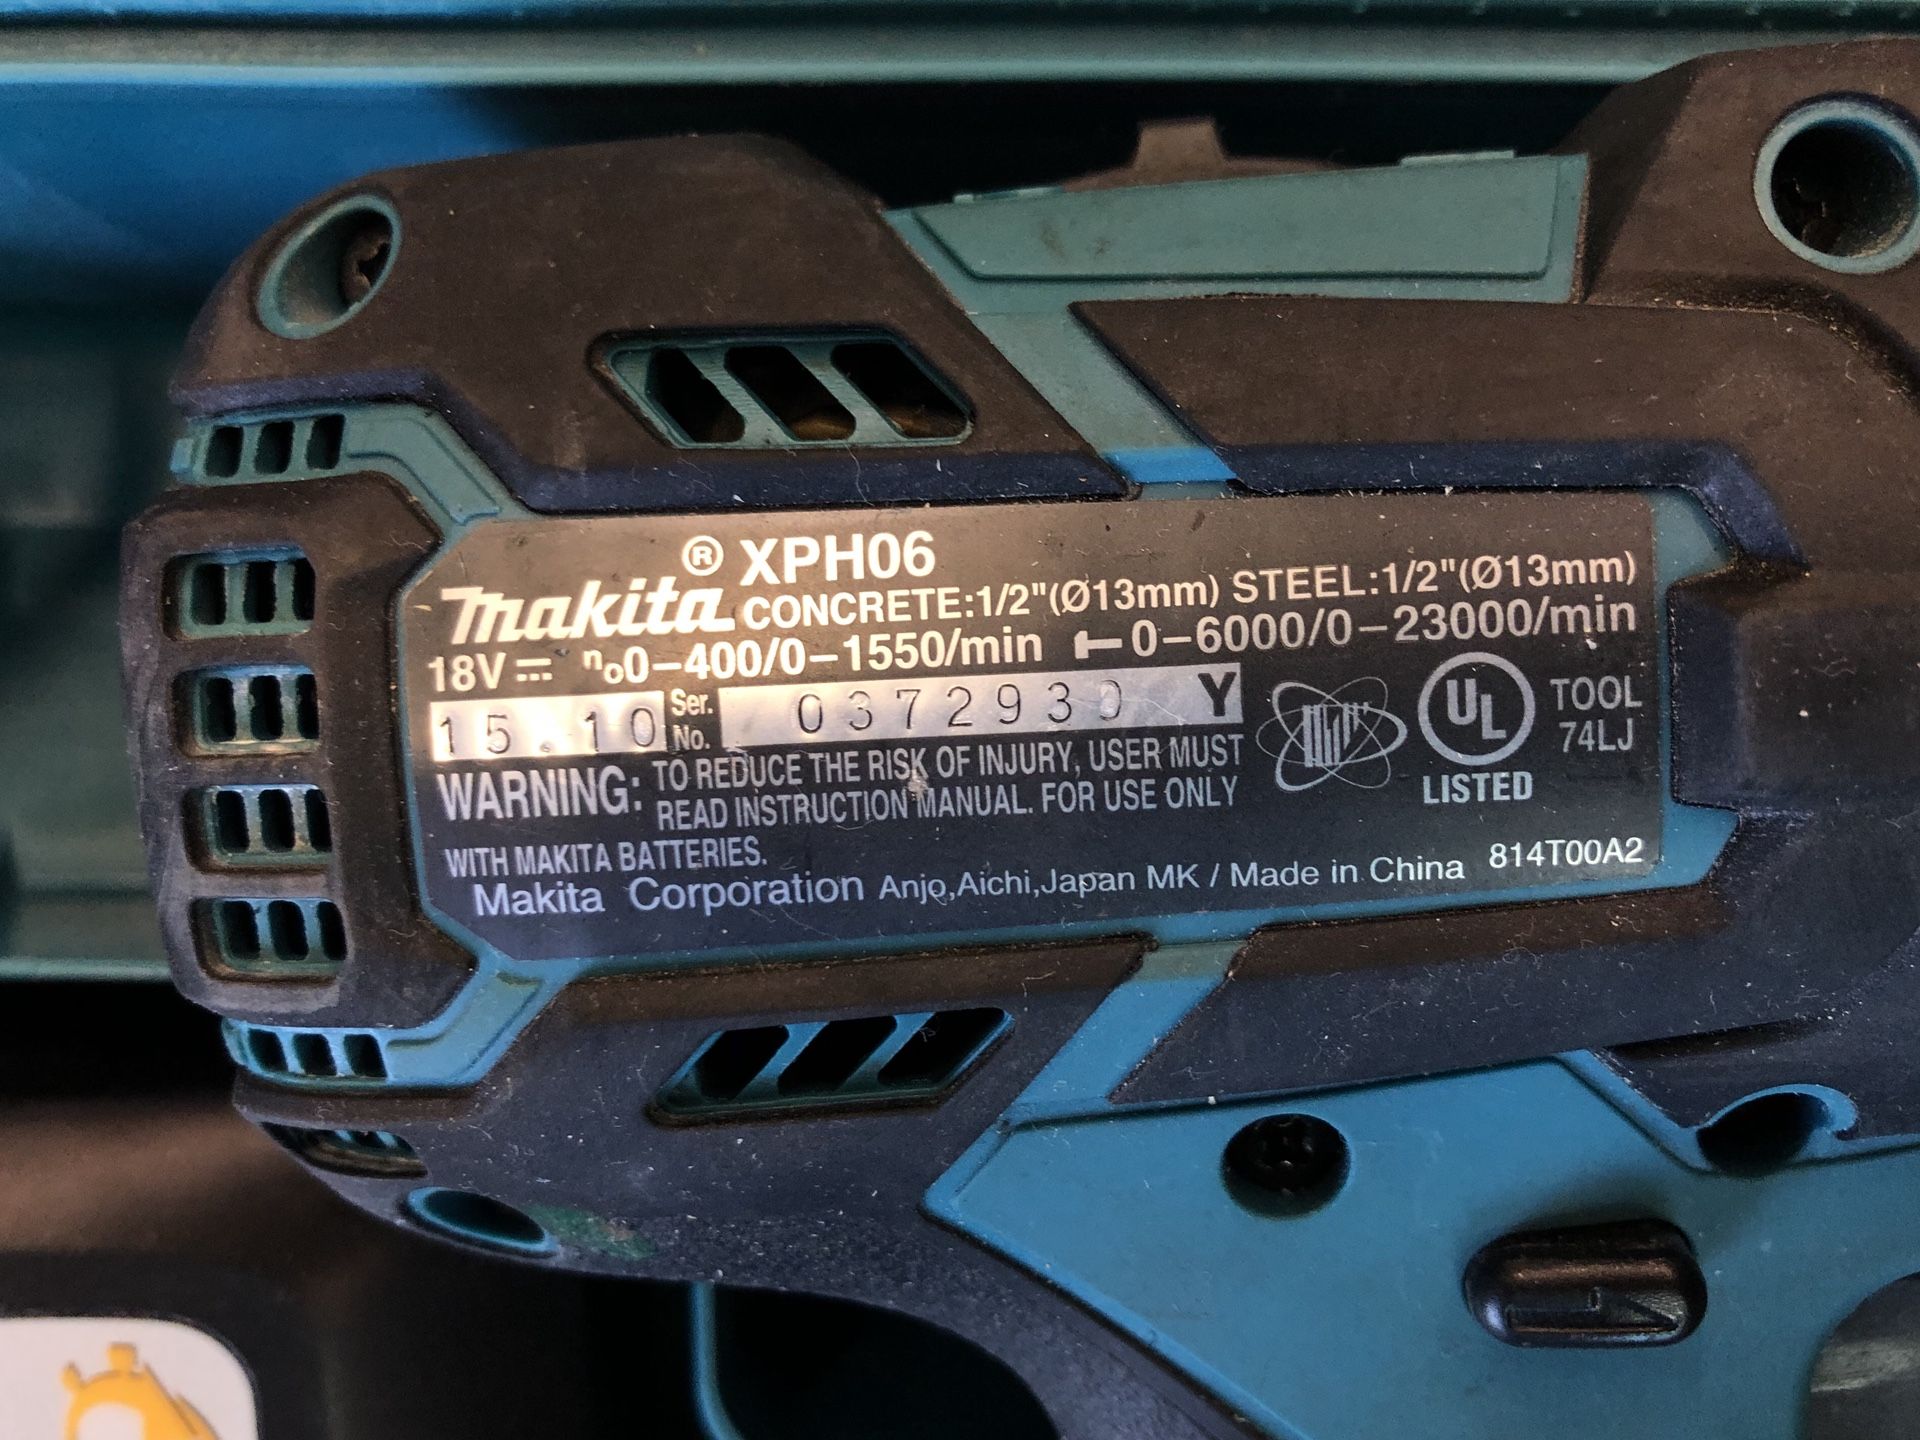 ® XPH06
makita CONCRETE:1/2"(Ø13mm) STEEL:1/2"(Ø13mm)
18V⎓ n₀0–400/0–1550/min 0–6000/0–23000/min
15.10 Ser. No. 0372930 Y
UL LISTED
TOOL
74LJ
WARNING: TO REDUCE THE RISK OF INJURY, USER MUST
READ INSTRUCTION MANUAL. FOR USE ONLY
WITH MAKITA BATTERIES.
Makita Corporation Anjo,Aichi,Japan MK / Made in China 814T00A2